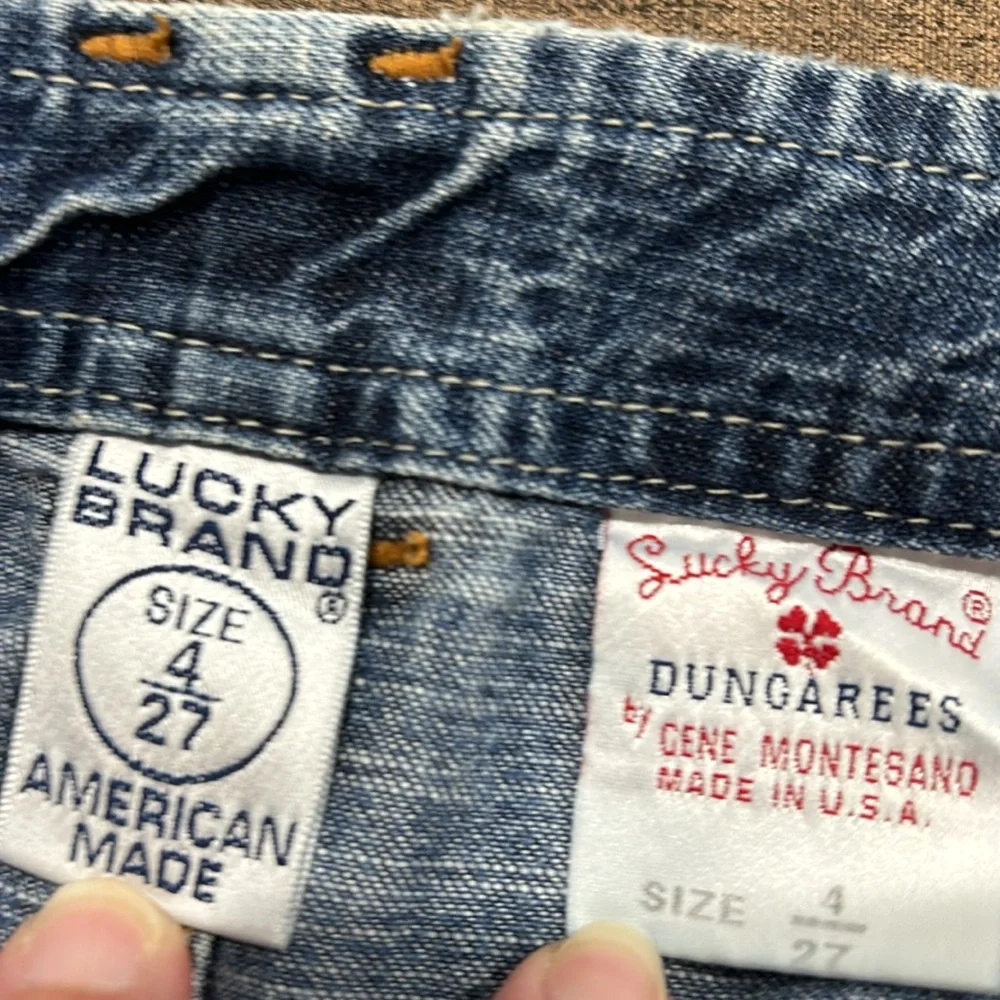 LUCKY
BRAND®
SIZE
4
27
AMERICAN
MADE
Lucky Brand®
DUNGAREES
by GENE MONTESANO
MADE IN U.S.A.
SIZE 4
27